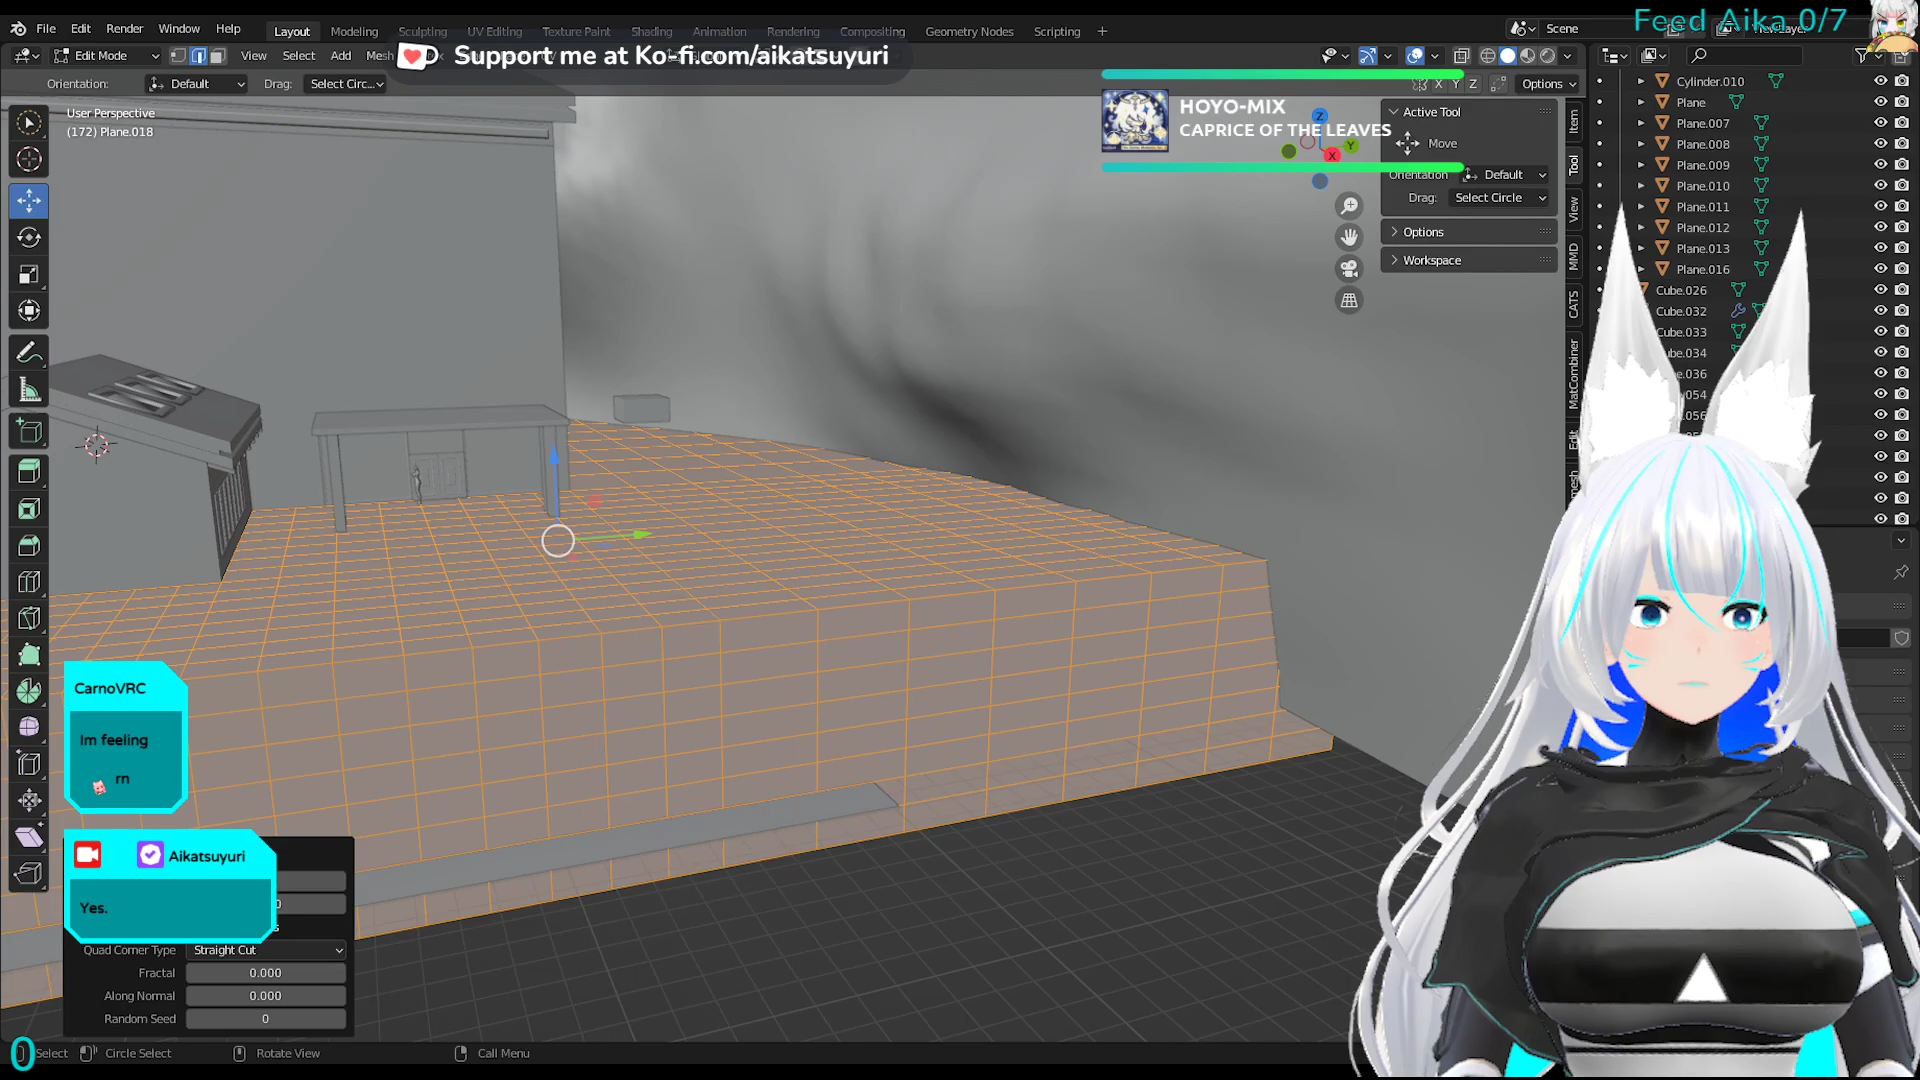 File Edit Render Window Help
Layout Modeling Sculpting UV Editing Texture Paint Shading Animation Rendering Compositing Geometry Nodes Scripting +
Scene
Feed Aika 0/7
Edit Mode View Select Add Mesh
Support me at Ko-fi.com/aikatsuyuri
Orientation: Default Drag: Select Circ...
X Y Z Options
User Perspective
(172) Plane.018
HOYO-MIX
CAPRICE OF THE LEAVES
Z
Y
X
Active Tool
Move
Orientation Default
Drag: Select Circle
Options
Workspace
Item
Tool
View
MMD
CATS
MatCombiner
Edit
Cylinder.010
Plane
Plane.007
Plane.008
Plane.009
Plane.010
Plane.011
Plane.012
Plane.013
Plane.016
Cube.026
Cube.032
Cube.033
ube.034
e.036
.054
.056
CarnoVRC
Im feeling
rn
Aikatsuyuri
Yes.
Quad Corner Type Straight Cut
Fractal 0.000
Along Normal 0.000
Random Seed 0
0
Select Circle Select Rotate View Call Menu